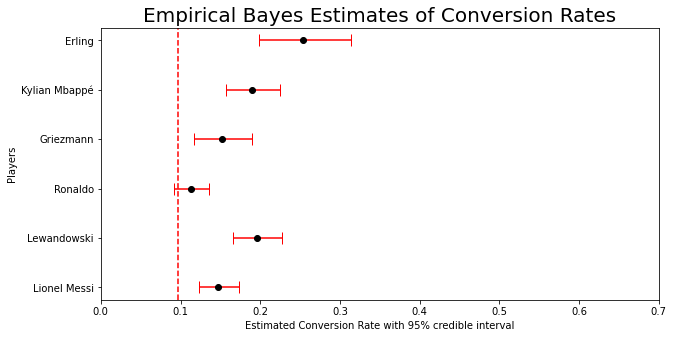 Empirical Bayes Estimates of Conversion Rates
Erling
Kylian Mbappé
Griezmann
Ronaldo
Lewandowski
Lionel Messi
Players
0.0 0.1 0.2 0.3 0.4 0.5 0.6 0.7
Estimated Conversion Rate with 95% credible interval